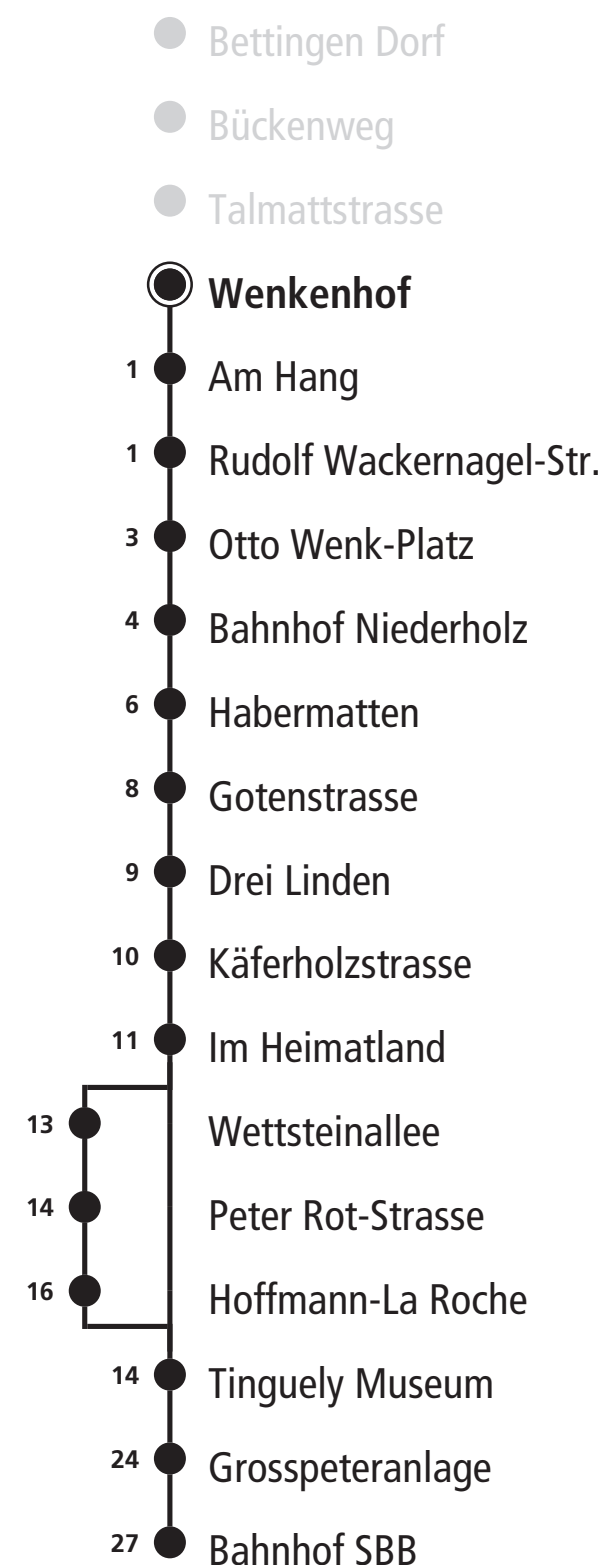 Bettingen Dorf
Bückenweg
Talmattstrasse
Wenkenhof
1 Am Hang
1 Rudolf Wackernagel-Str.
3 Otto Wenk-Platz
4 Bahnhof Niederholz
6 Habermatten
8 Gotenstrasse
9 Drei Linden
10 Käferholzstrasse
11 Im Heimatland
13 Wettsteinallee
14 Peter Rot-Strasse
16 Hoffmann-La Roche
14 Tinguely Museum
24 Grosspeteranlage
27 Bahnhof SBB